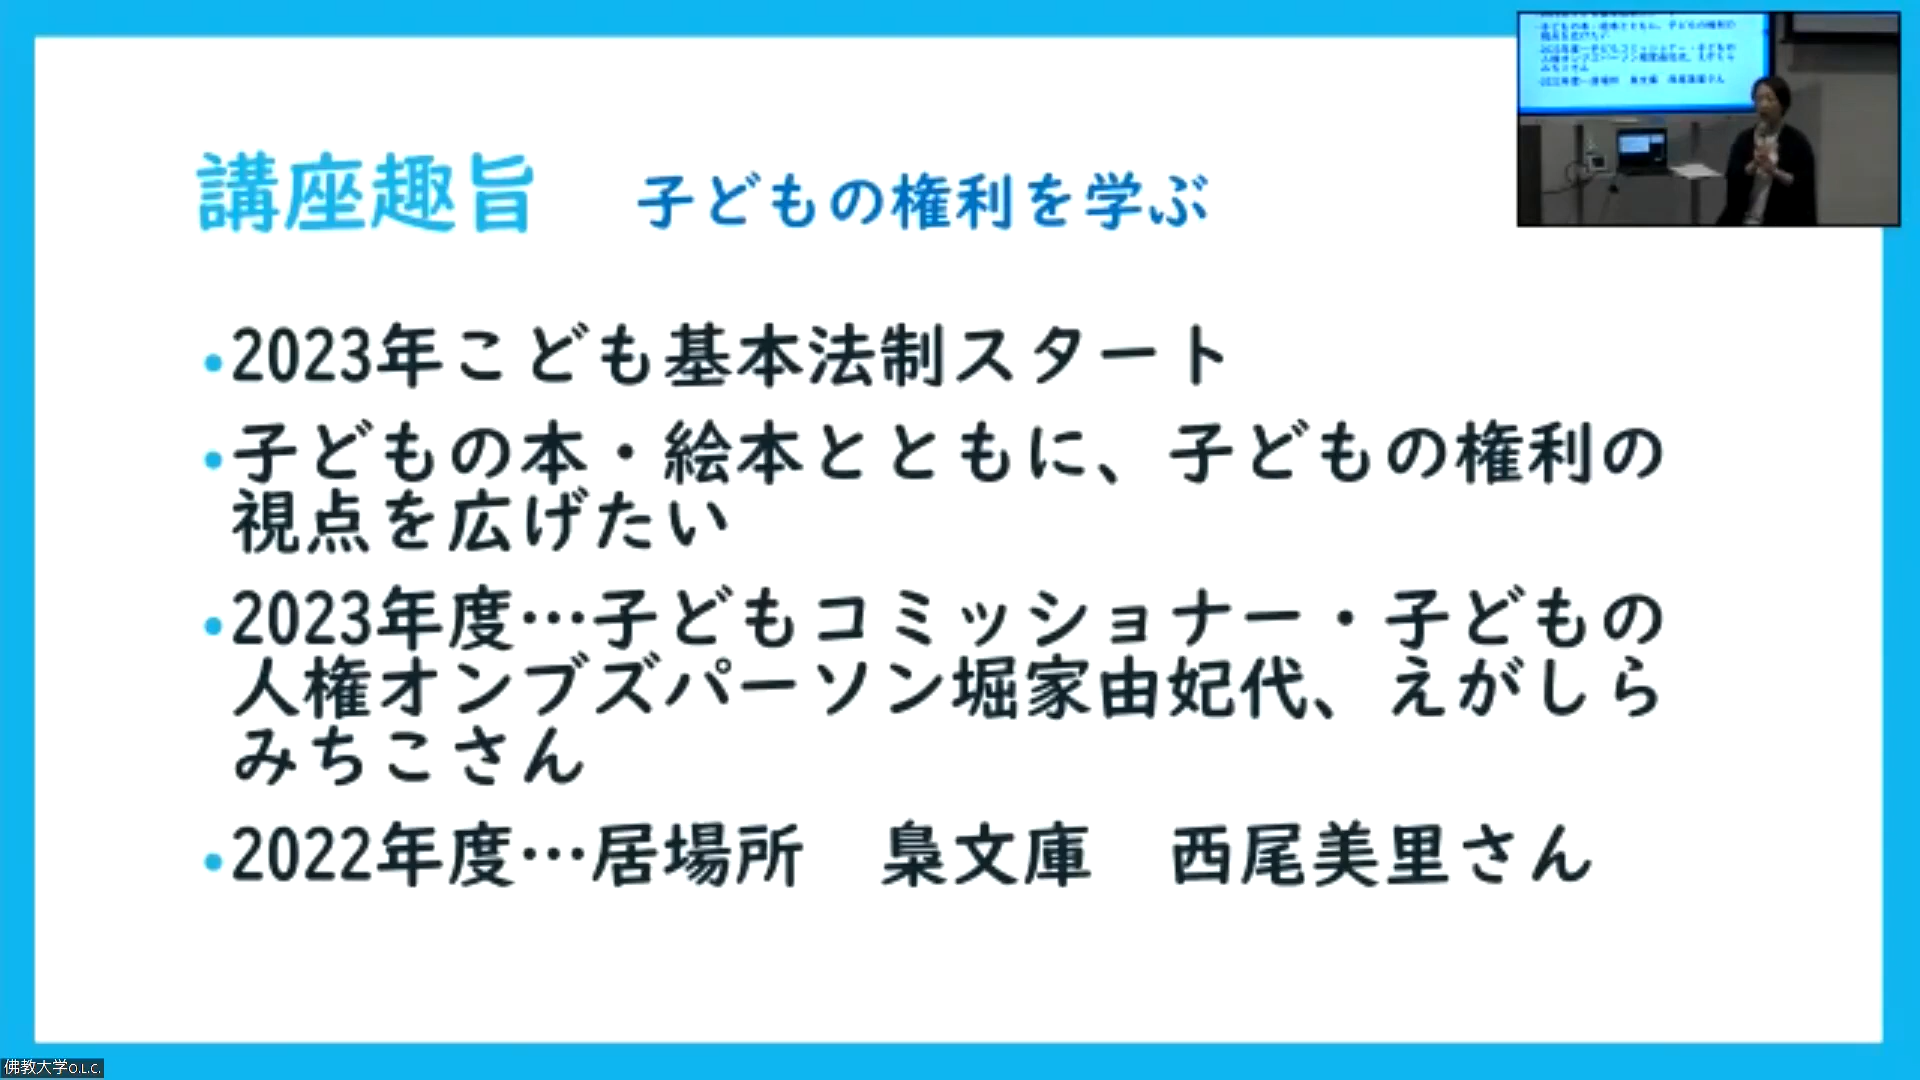 講座趣旨 子どもの権利を学ぶ
・2023年こども基本法制スタート
・子どもの本・絵本とともに、子どもの権利の
視点を広げたい
・2023年度…子どもコミッショナー・子どもの
人権オンブズパーソン堀家由妃代、えがしら
みちこさん
・2022年度…居場所 梟文庫 西尾美里さん
佛教大学O.L.C.